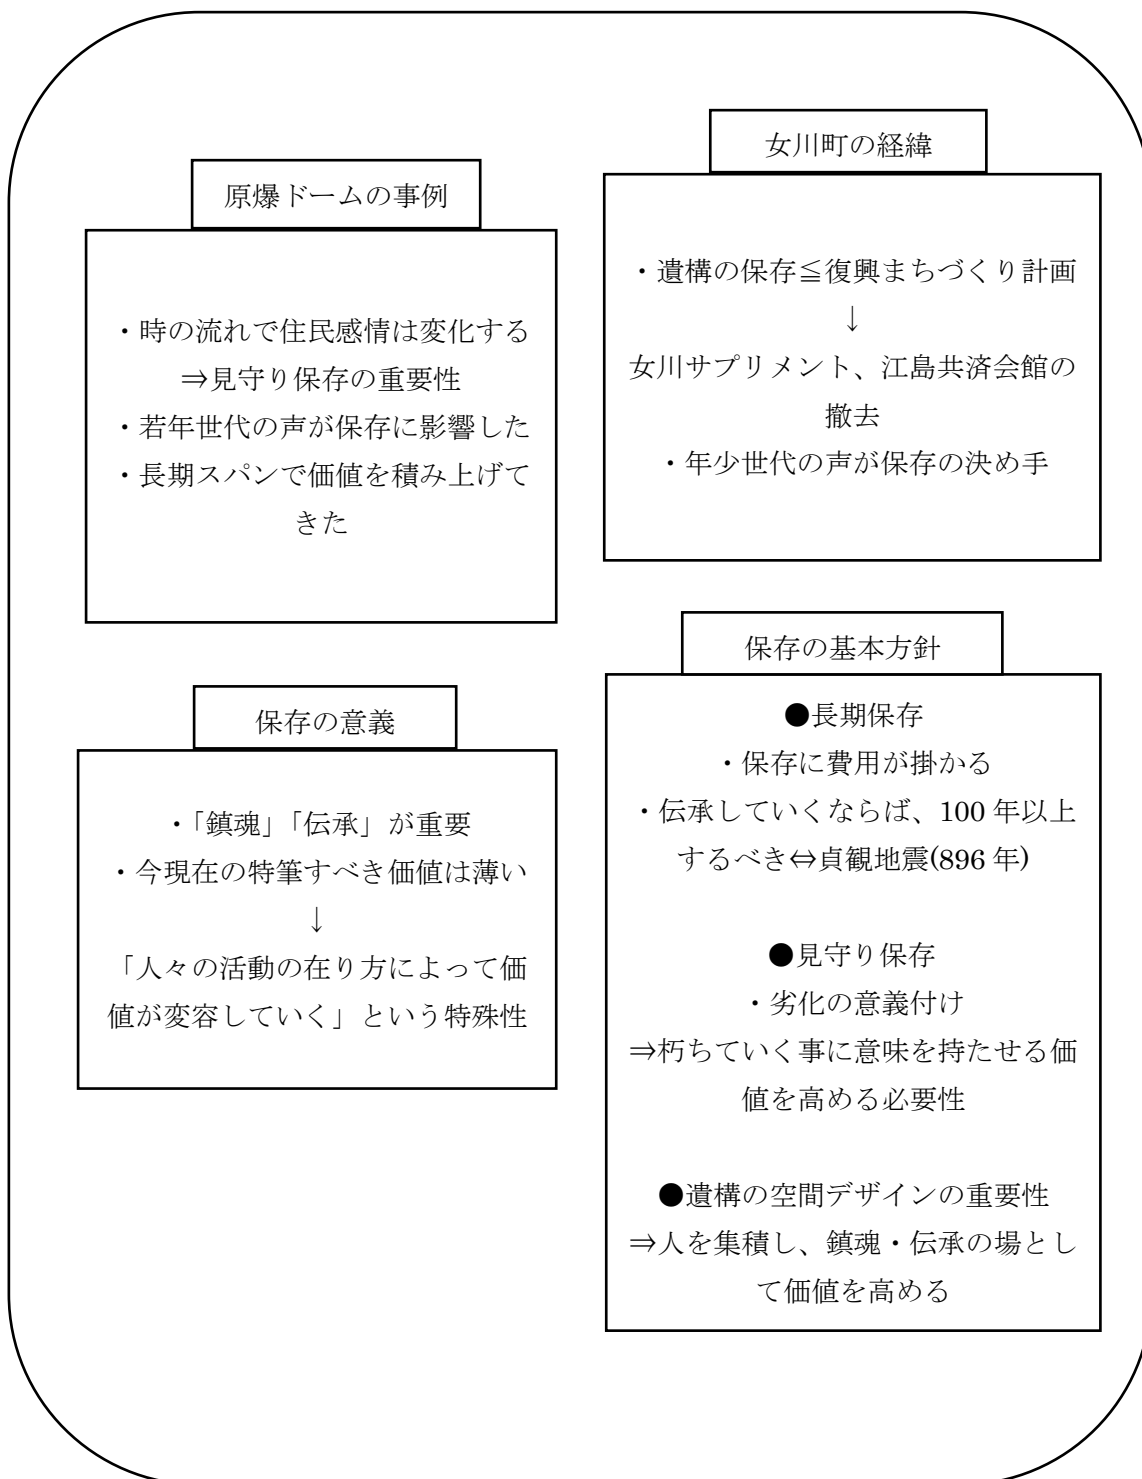 原爆ドームの事例
・時の流れで住民感情は変化する
⇒見守り保存の重要性
・若年世代の声が保存に影響した
・長期スパンで価値を積み上げて
きた
女川町の経緯
・遺構の保存≦復興まちづくり計画
↓
女川サプリメント、江島共済会館の
撤去
・年少世代の声が保存の決め手
保存の意義
・「鎮魂」「伝承」が重要
・今現在の特筆すべき価値は薄い
↓
「人々の活動の在り方によって価
値が変容していく」という特殊性
保存の基本方針
●長期保存
・保存に費用が掛かる
・伝承していくならば、100 年以上
するべき⇔貞観地震(896 年)
●見守り保存
・劣化の意義付け
⇒朽ちていく事に意味を持たせる価
値を高める必要性
●遺構の空間デザインの重要性
⇒人を集積し、鎮魂・伝承の場とし
て価値を高める